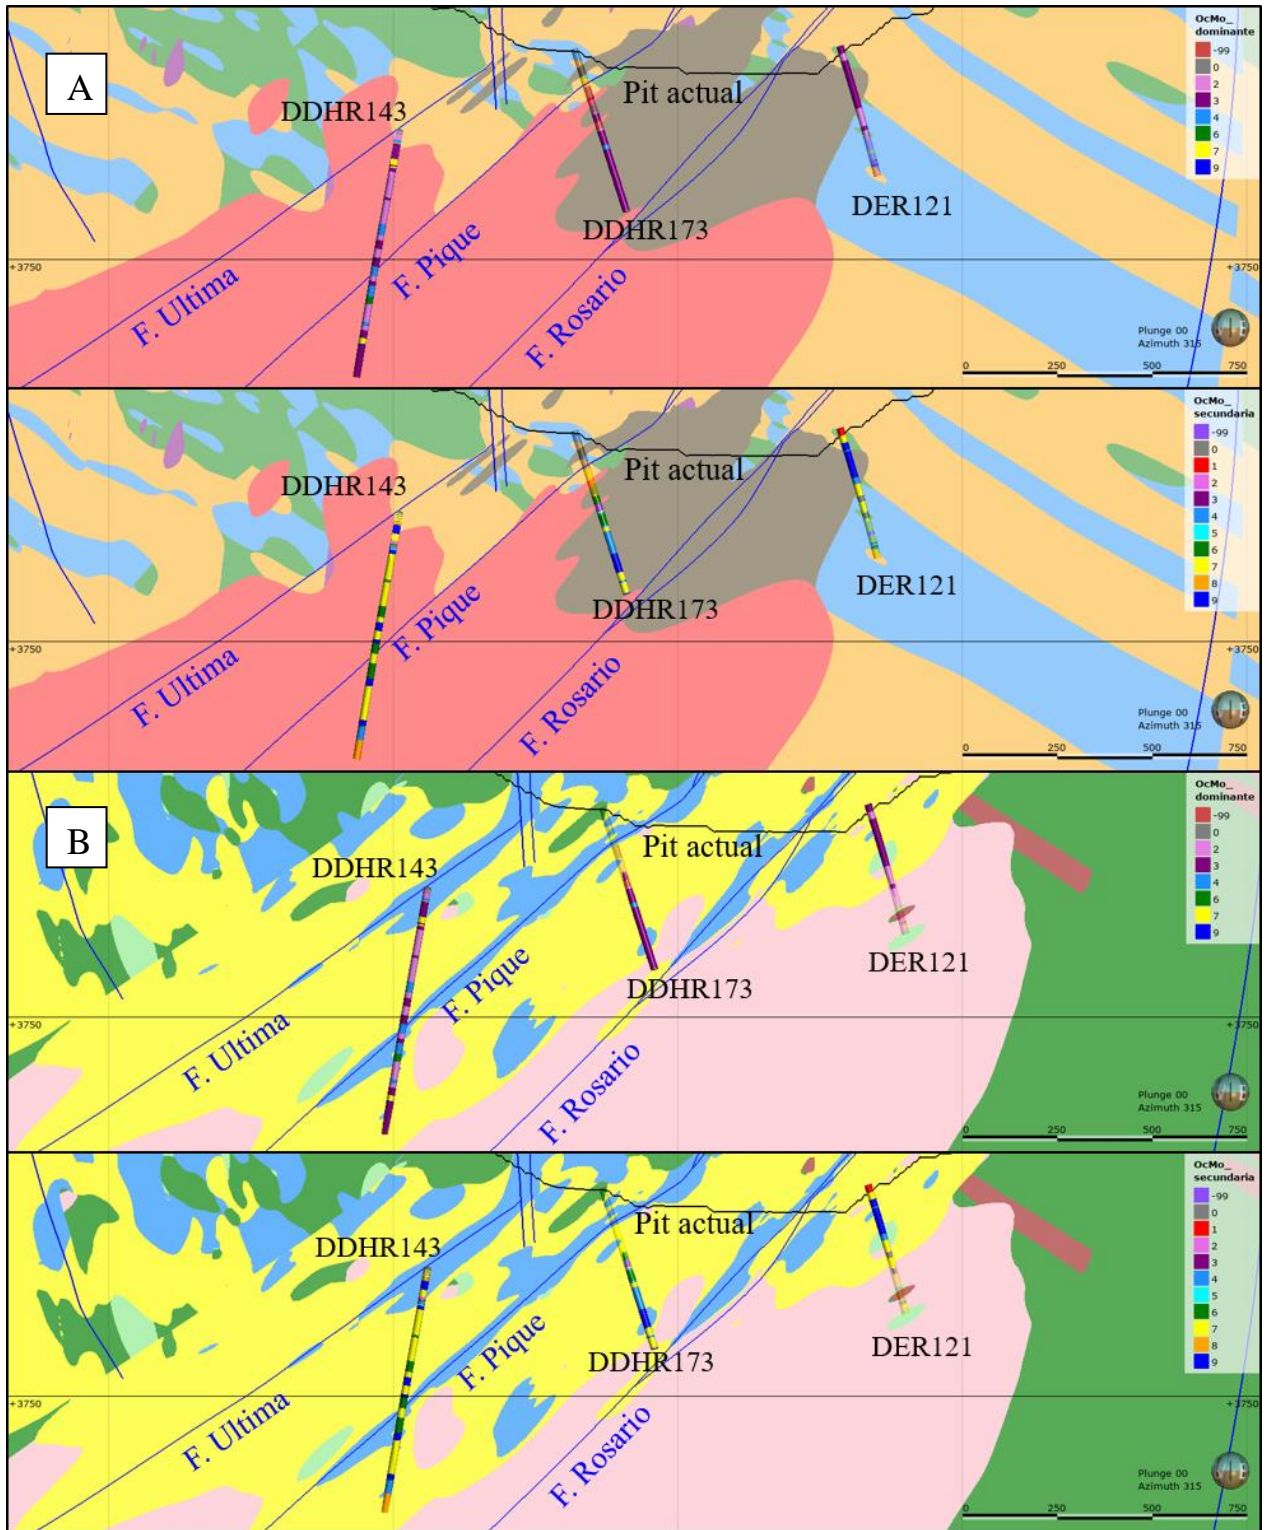 A
OcMo_
dominante
-99
0
2
3
4
6
7
9
Pit actual
DDHR143
DER121
DDHR173
F. Pique
F. Ultima
F. Rosario
+3750
+3750
Plunge 00
Azimuth 315
0
250
500
750
OcMo_
secundaria
-99
0
1
2
3
4
5
6
7
8
9
Pit actual
DDHR143
DER121
DDHR173
F. Pique
F. Ultima
F. Rosario
+3750
+3750
Plunge 00
Azimuth 315
0
250
500
750
B
OcMo_
dominante
-99
0
2
3
4
6
7
9
Pit actual
DDHR143
DER121
DDHR173
F. Pique
F. Ultima
F. Rosario
+3750
+3750
Plunge 00
Azimuth 315
0
250
500
750
OcMo_
secundaria
-99
0
1
2
3
4
5
6
7
8
9
Pit actual
DDHR143
DER121
DDHR173
F. Pique
F. Ultima
F. Rosario
+3750
+3750
Plunge 00
Azimuth 315
0
250
500
750